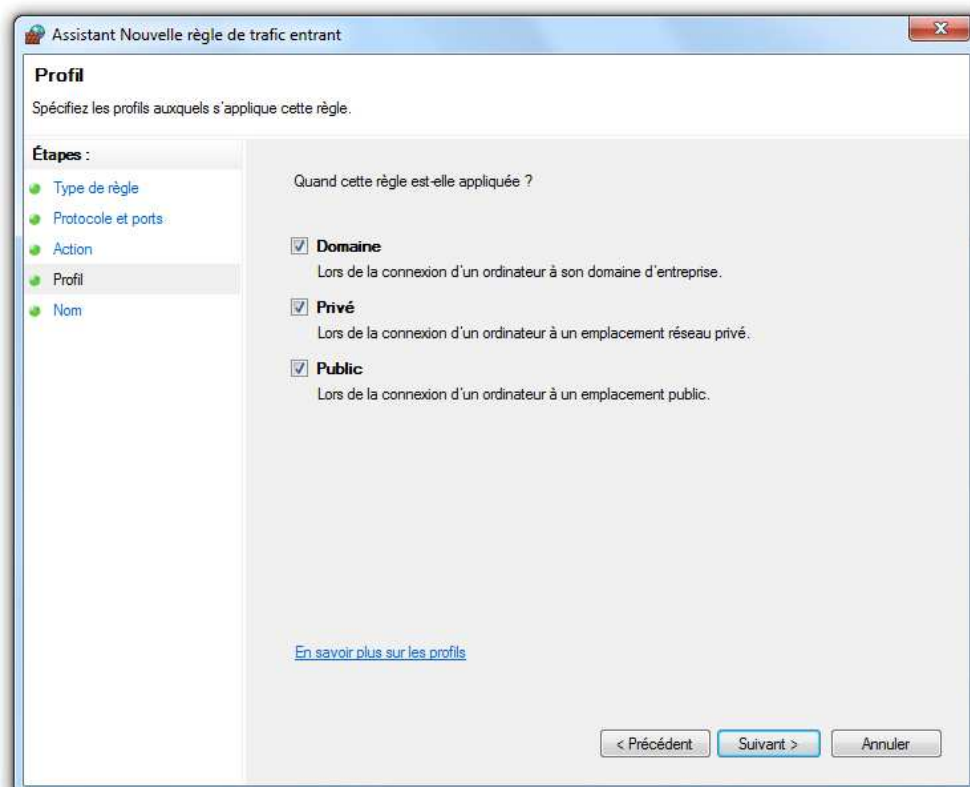 Assistant Nouvelle règle de trafic entrant
Profil
Spécifiez les profils auxquels s'applique cette règle.
Étapes :
Type de règle
Protocole et ports
Action
Profil
Nom
Quand cette règle est-elle appliquée ?
Domaine
Lors de la connexion d'un ordinateur à son domaine d'entreprise.
Privé
Lors de la connexion d'un ordinateur à un emplacement réseau privé.
Public
Lors de la connexion d'un ordinateur à un emplacement public.
En savoir plus sur les profils
< Précédent
Suivant >
Annuler